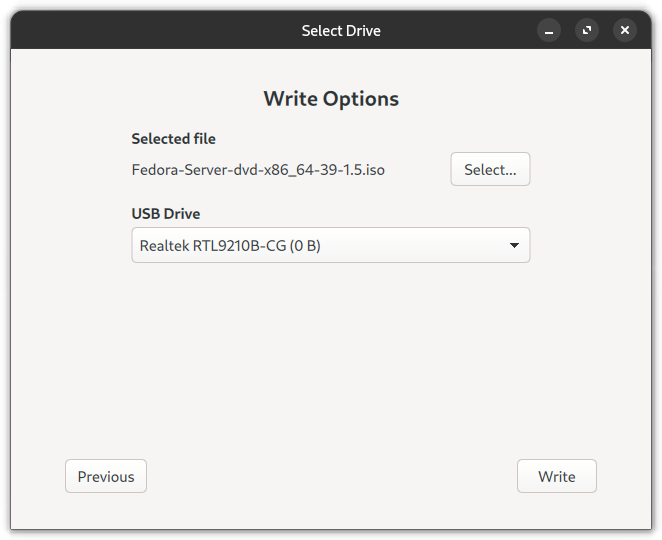 Select Drive
Write Options
Selected file
Fedora-Server-dvd-x86_64-39-1.5.iso
Select...
USB Drive
Realtek RTL9210B-CG (0 B)
Previous
Write